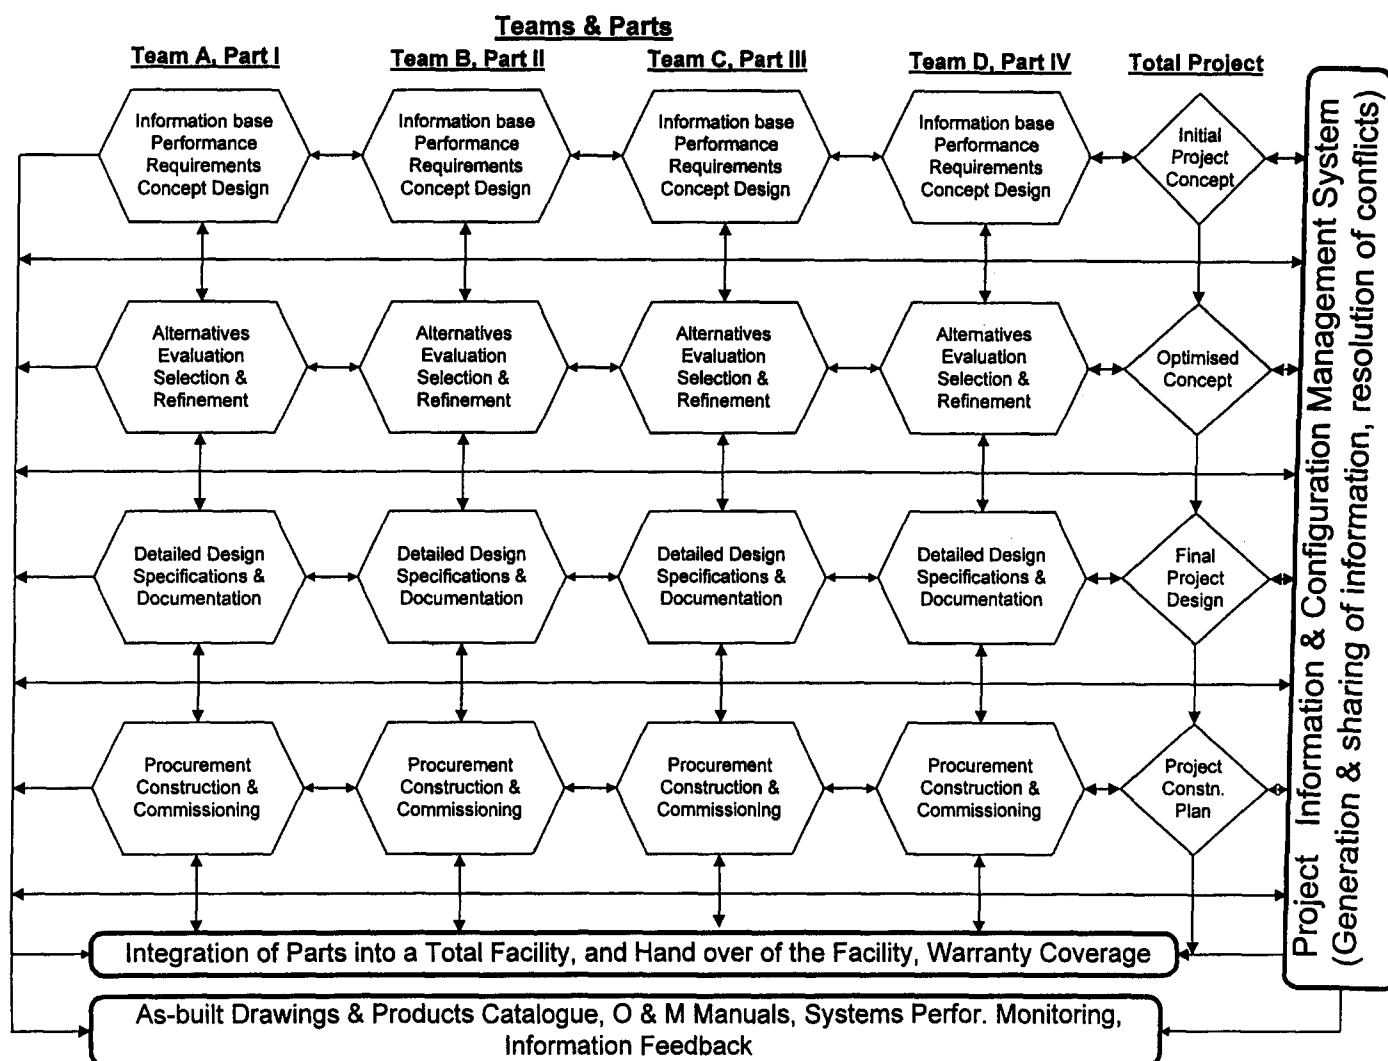 Teams & Parts
Team A, Part I
Team B, Part II
Team C, Part III
Team D, Part IV
Total Project
Information base
Performance
Requirements
Concept Design
Information base
Performance
Requirements
Concept Design
Information base
Performance
Requirements
Concept Design
Information base
Performance
Requirements
Concept Design
Initial
Project
Concept
Alternatives
Evaluation
Selection &
Refinement
Alternatives
Evaluation
Selection &
Refinement
Alternatives
Evaluation
Selection &
Refinement
Alternatives
Evaluation
Selection &
Refinement
Optimised
Concept
Detailed Design
Specifications &
Documentation
Detailed Design
Specifications &
Documentation
Detailed Design
Specifications &
Documentation
Detailed Design
Specifications &
Documentation
Final
Project
Design
Procurement
Construction &
Commissioning
Procurement
Construction &
Commissioning
Procurement
Construction &
Commissioning
Procurement
Construction &
Commissioning
Project
Constn.
Plan
Project Information & Configuration Management System
(Generation & sharing of information, resolution of conflicts)
Integration of Parts into a Total Facility, and Hand over of the Facility, Warranty Coverage
As-built Drawings & Products Catalogue, O & M Manuals, Systems Perfor. Monitoring,
Information Feedback